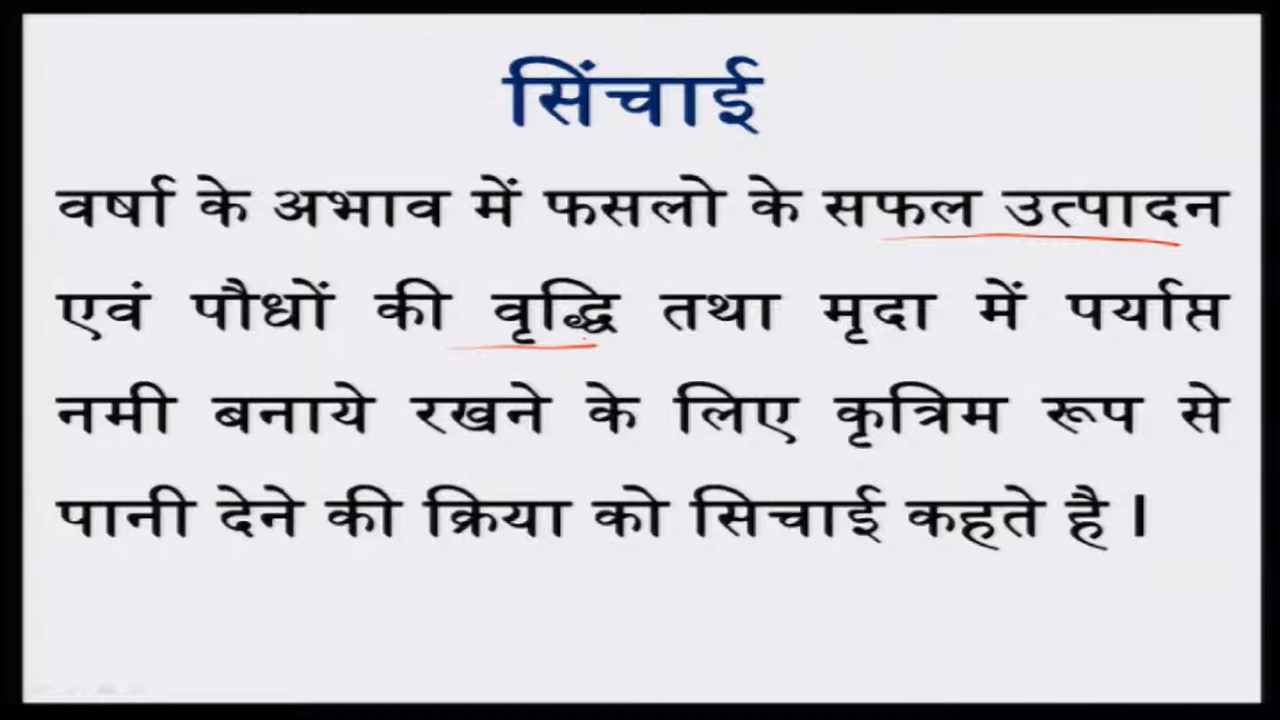 सिंचाई
वर्षा के अभाव में फसलो के सफल उत्पादन
एवं पौधों की वृद्धि तथा मृदा में पर्याप्त
नमी बनाये रखने के लिए कृत्रिम रूप से
पानी देने की क्रिया को सिचाई कहते है ।